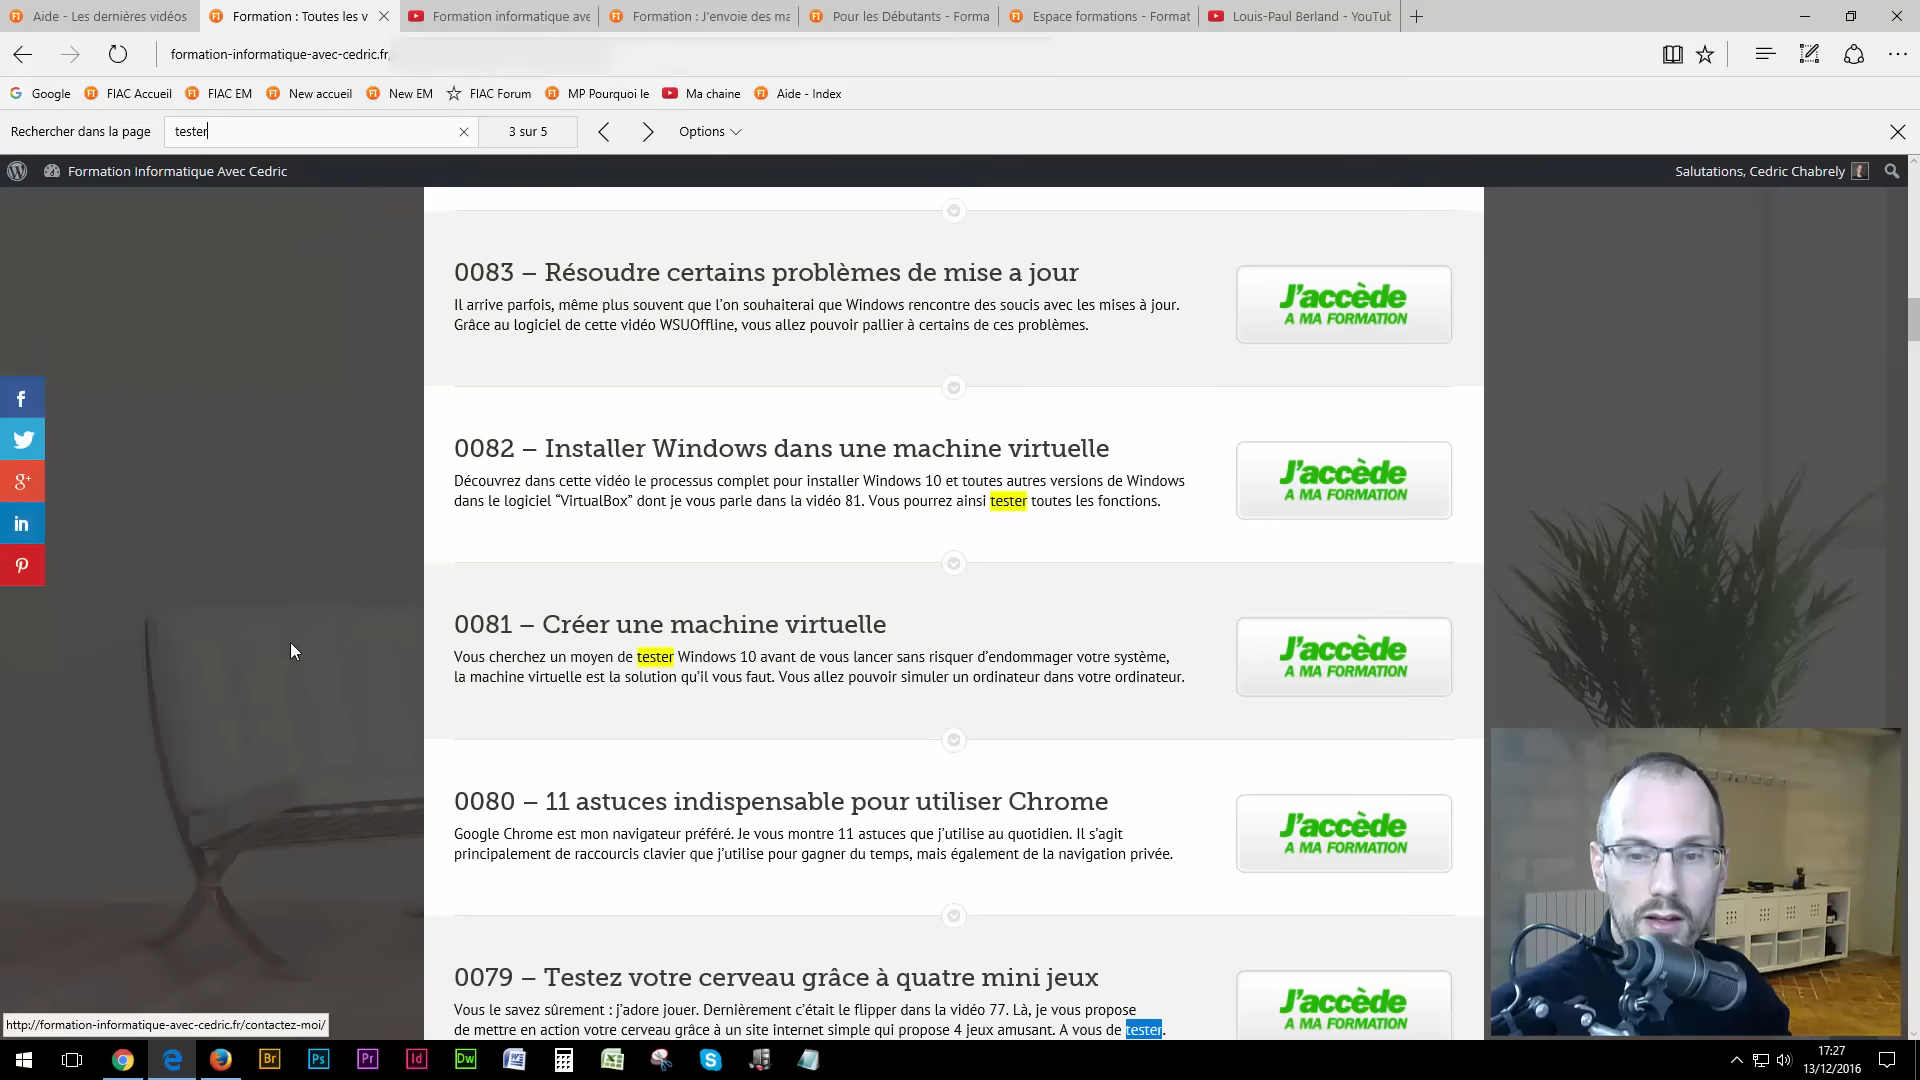 Aide - Les dernières vidéos
Formation : Toutes les v
Formation informatique ave
Formation : J'envoie des ma
Pour les Débutants - Forma
Espace formations - Format
Louis-Paul Berland - YouTub
formation-informatique-avec-cedric.fr/
Google
FIAC Accueil
FIAC EM
New accueil
New EM
FIAC Forum
MP Pourquoi le
Ma chaine
Aide - Index
Rechercher dans la page
tester
3 sur 5
Options
Formation Informatique Avec Cedric
Salutations, Cedric Chabrely
0083 – Résoudre certains problèmes de mise a jour
Il arrive parfois, même plus souvent que l’on souhaiterai que Windows rencontre des soucis avec les mises à jour.
Grâce au logiciel de cette vidéo WSUOffline, vous allez pouvoir pallier à certains de ces problèmes.
J'accède
A MA FORMATION
0082 – Installer Windows dans une machine virtuelle
Découvrez dans cette vidéo le processus complet pour installer Windows 10 et toutes autres versions de Windows
dans le logiciel “VirtualBox” dont je vous parle dans la vidéo 81. Vous pourrez ainsi tester toutes les fonctions.
J'accède
A MA FORMATION
0081 – Créer une machine virtuelle
Vous cherchez un moyen de tester Windows 10 avant de vous lancer sans risquer d’endommager votre système,
la machine virtuelle est la solution qu’il vous faut. Vous allez pouvoir simuler un ordinateur dans votre ordinateur.
J'accède
A MA FORMATION
0080 – 11 astuces indispensable pour utiliser Chrome
Google Chrome est mon navigateur préféré. Je vous montre 11 astuces que j’utilise au quotidien. Il s’agit
principalement de raccourcis clavier que j’utilise pour gagner du temps, mais également de la navigation privée.
J'accède
A MA FORMATION
0079 – Testez votre cerveau grâce à quatre mini jeux
Vous le savez sûrement : j’adore jouer. Dernièrement c’était le flipper dans la vidéo 77. Là, je vous propose
de mettre en action votre cerveau grâce à un site internet simple qui propose 4 jeux amusant. A vous de tester.
J'accède
A MA FORMATION
http://formation-informatique-avec-cedric.fr/contactez-moi/
Br
Ps
Pr
Id
Dw
17:27
13/12/2016